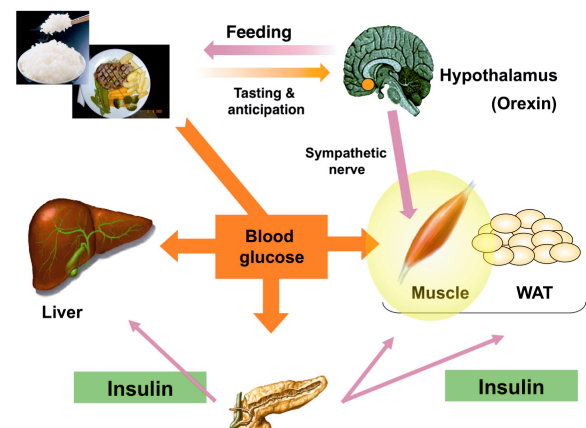 Feeding
Tasting &
anticipation
Hypothalamus
(Orexin)
Sympathetic
nerve
Blood
glucose
Liver
Muscle
WAT
Insulin
Insulin